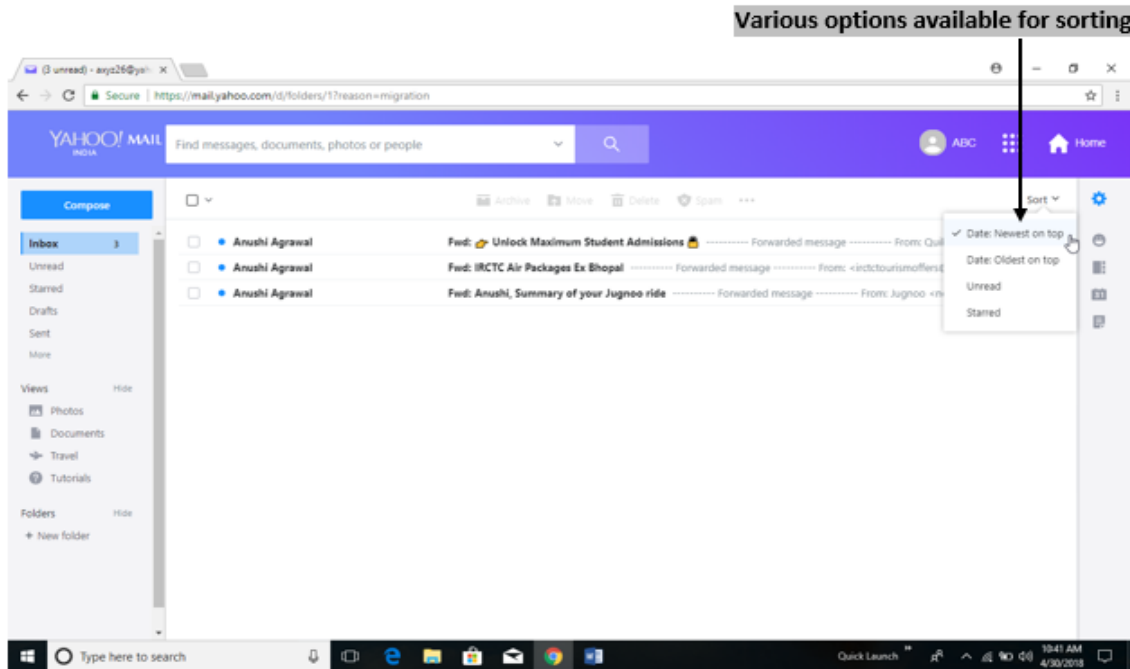 Various options available for sorting
(3 unread) - axyz26@yah
Secure | https://mail.yahoo.com/d/folders/1?reason=migration
YAHOO! MAIL
INDIA
Find messages, documents, photos or people
ABC
Home
Compose
Archive Move Delete Spam
Sort
Inbox 3
Unread
Starred
Drafts
Sent
More
Views Hide
Photos
Documents
Travel
Tutorials
Folders Hide
+ New folder
Anushi Agrawal Fwd: 👉 Unlock Maximum Student Admissions ---------- Forwarded message ---------- From:
Anushi Agrawal Fwd: IRCTC Air Packages Ex Bhopal ---------- Forwarded message ---------- From: <irctctourismoffers
Anushi Agrawal Fwd: Anushi, Summary of your Jugnoo ride ---------- Forwarded message ---------- From: Jugnoo
✓ Date: Newest on top
Date: Oldest on top
Unread
Starred
Type here to search
Quick Launch
10:41 AM
4/30/2018